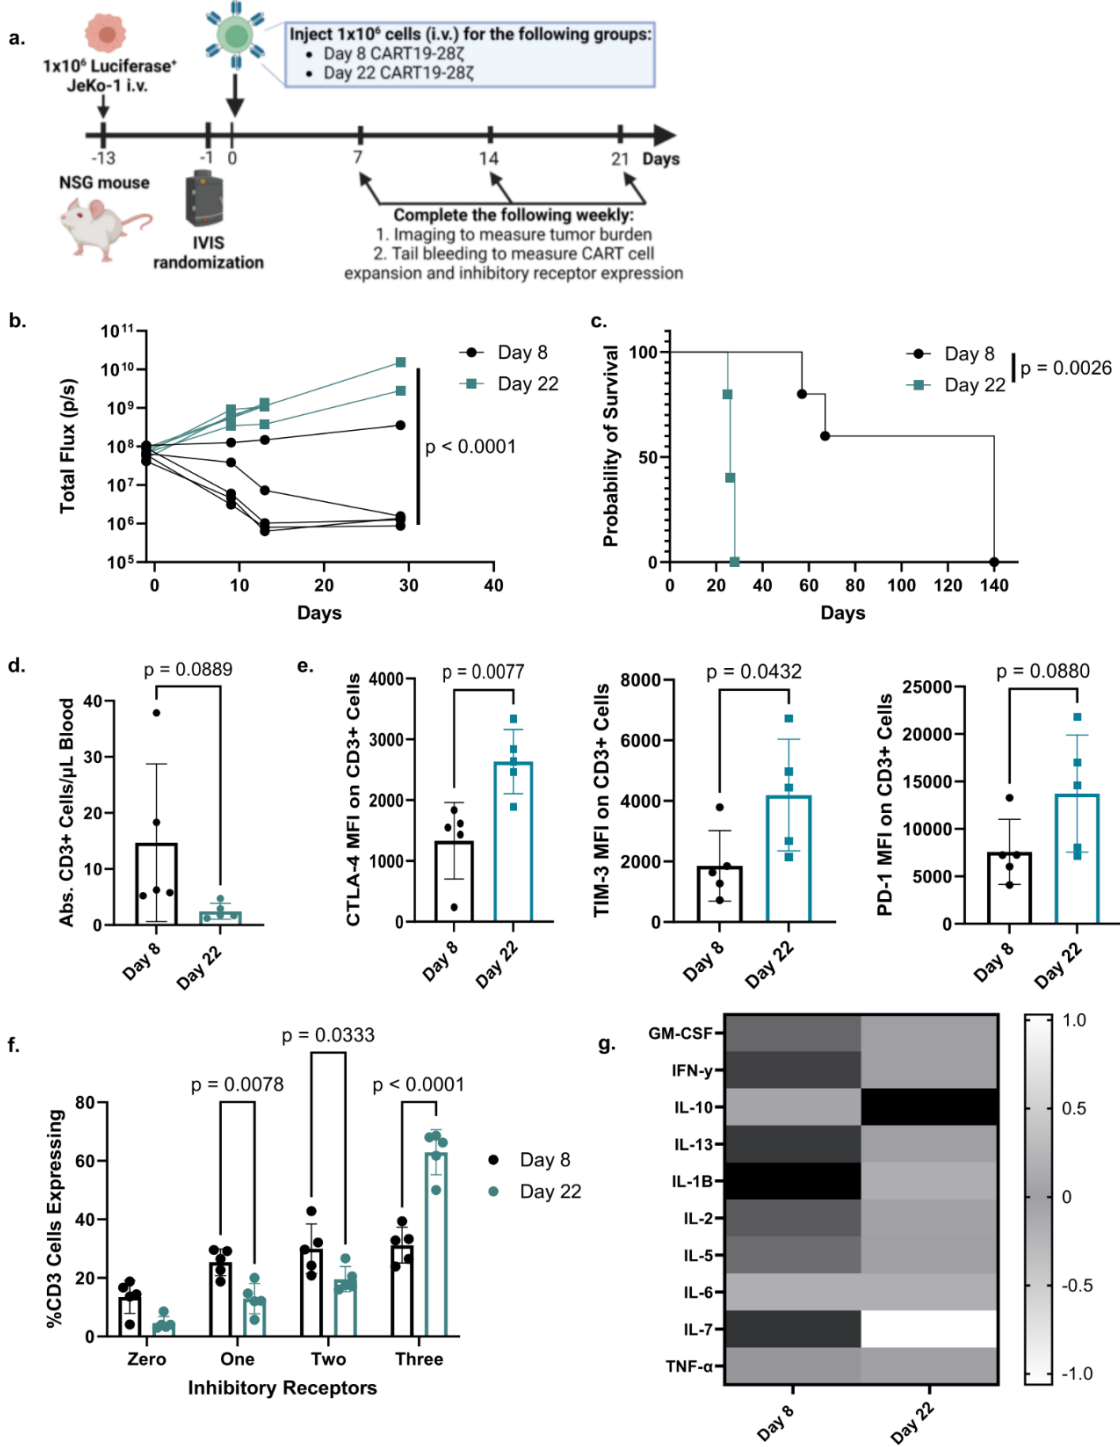 a.
1x10⁶ Luciferase⁺
JeKo-1 i.v.
Inject 1x10⁶ cells (i.v.) for the following groups:
• Day 8 CART19-28ζ
• Day 22 CART19-28ζ
-13
-1
0
7
14
21
Days
NSG mouse
IVIS
randomization
Complete the following weekly:
1. Imaging to measure tumor burden
2. Tail bleeding to measure CART cell
expansion and inhibitory receptor expression
b.
Total Flux (p/s)
10¹¹
10¹⁰
10⁹
10⁸
10⁷
10⁶
10⁵
0
10
20
30
40
Days
Day 8
Day 22
p < 0.0001
c.
Probability of Survival
100
50
0
0
20
40
60
80
100
120
140
Days
Day 8
Day 22
p = 0.0026
d.
p = 0.0889
Abs. CD3+ Cells/µL Blood
40
30
20
10
0
Day 8
Day 22
e.
p = 0.0077
CTLA-4 MFI on CD3+ Cells
4000
3000
2000
1000
0
Day 8
Day 22
p = 0.0432
TIM-3 MFI on CD3+ Cells
8000
6000
4000
2000
0
Day 8
Day 22
p = 0.0880
PD-1 MFI on CD3+ Cells
25000
20000
15000
10000
5000
0
Day 8
Day 22
f.
p = 0.0078
p = 0.0333
p < 0.0001
%CD3 Cells Expressing
80
60
40
20
0
Zero
One
Two
Three
Inhibitory Receptors
Day 8
Day 22
g.
GM-CSF
IFN-y
IL-10
IL-13
IL-1B
IL-2
IL-5
IL-6
IL-7
TNF-α
Day 8
Day 22
1.0
0.5
0
-0.5
-1.0